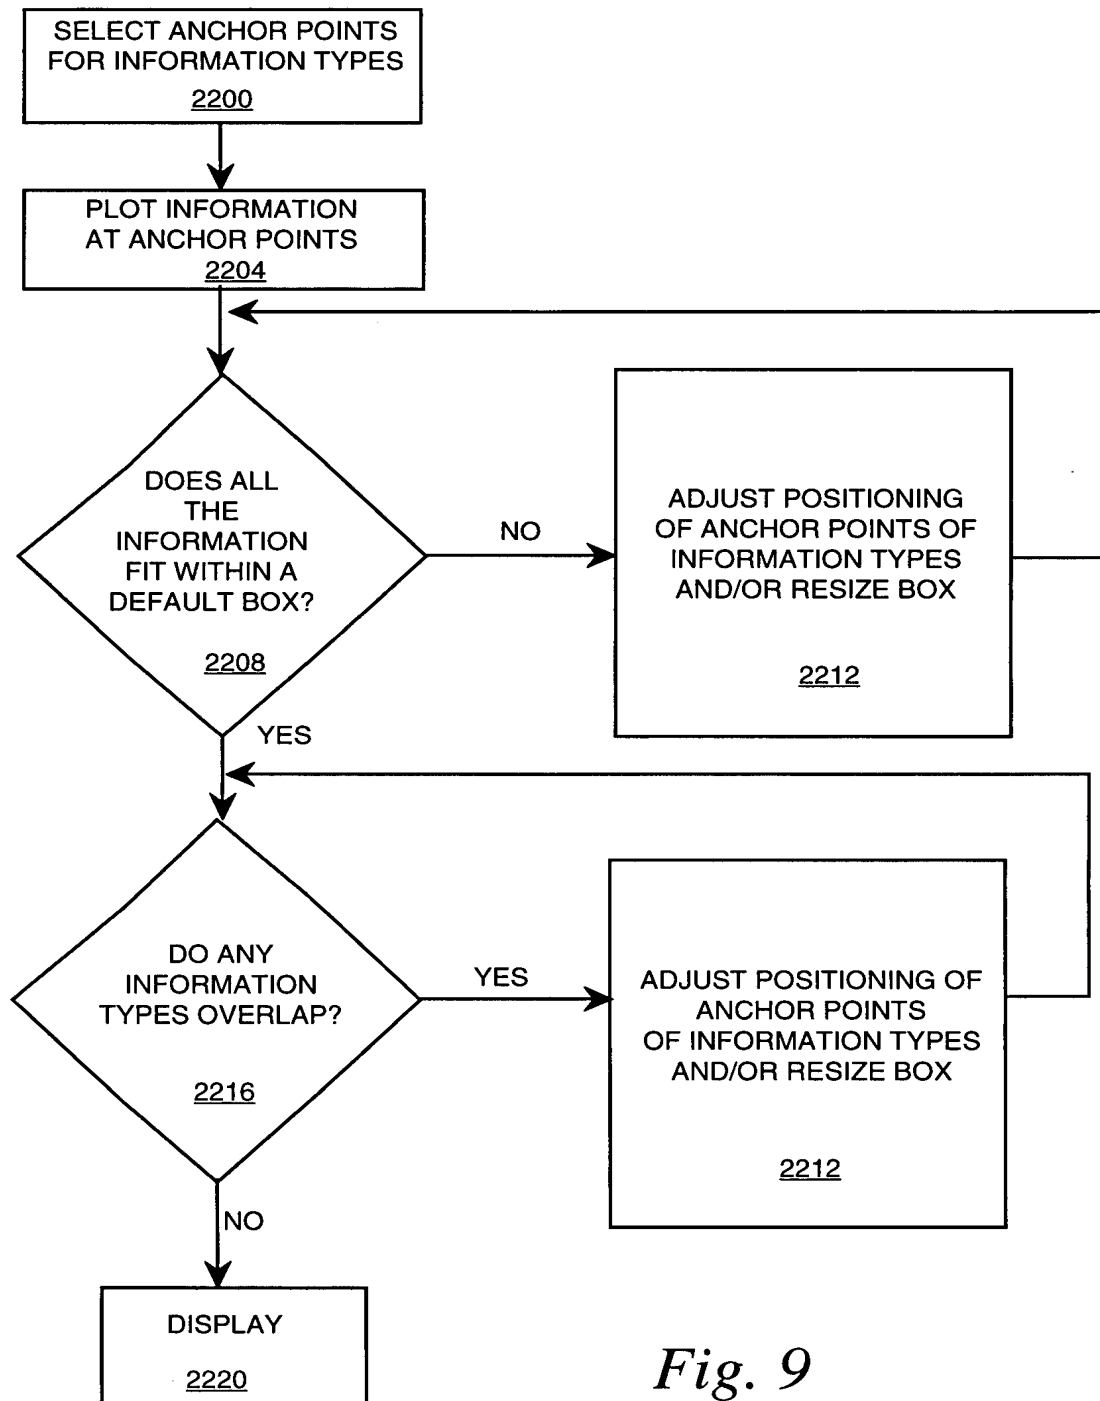 SELECT ANCHOR POINTS
FOR INFORMATION TYPES
2200
PLOT INFORMATION
AT ANCHOR POINTS
2204
DOES ALL
THE
INFORMATION
FIT WITHIN A
DEFAULT BOX?
2208
NO
ADJUST POSITIONING
OF ANCHOR POINTS OF
INFORMATION TYPES
AND/OR RESIZE BOX
2212
YES
DO ANY
INFORMATION
TYPES OVERLAP?
2216
YES
ADJUST POSITIONING OF
ANCHOR POINTS
OF INFORMATION TYPES
AND/OR RESIZE BOX
2212
NO
DISPLAY
2220
Fig. 9